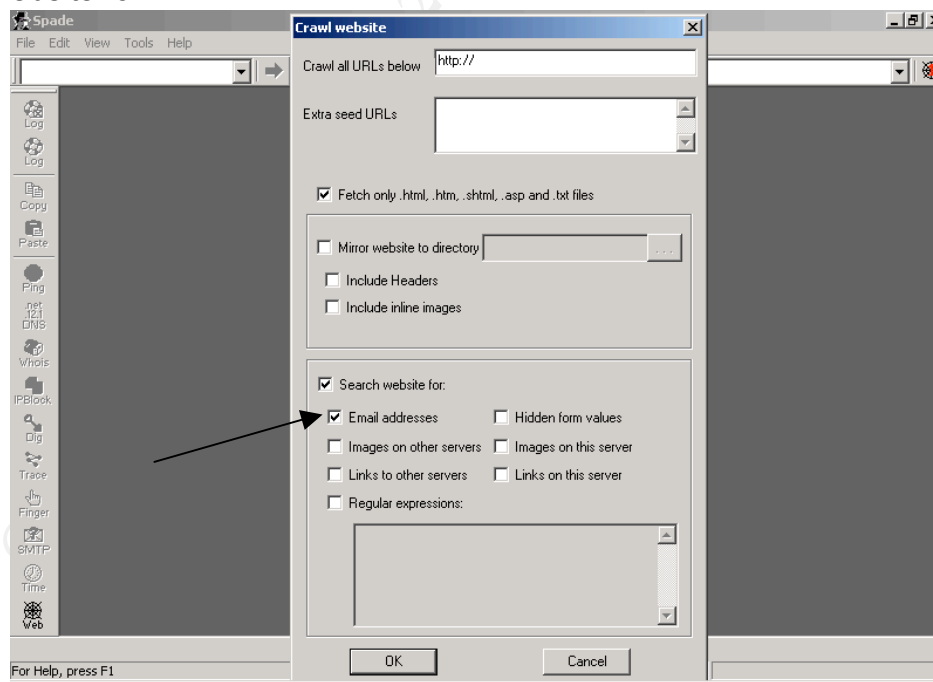 Spade
File Edit View Tools Help
Log
Log
Copy
Paste
Ping
.net
.12.1
DNS
Whois
IPBlock
Dig
Trace
Finger
SMTP
Time
Web
For Help, press F1
Crawl website
Crawl all URLs below http://
Extra seed URLs
Fetch only .html, .htm, .shtml, .asp and .txt files
Mirror website to directory ...
Include Headers
Include inline images
Search website for:
Email addresses Hidden form values
Images on other servers Images on this server
Links to other servers Links on this server
Regular expressions:
OK Cancel